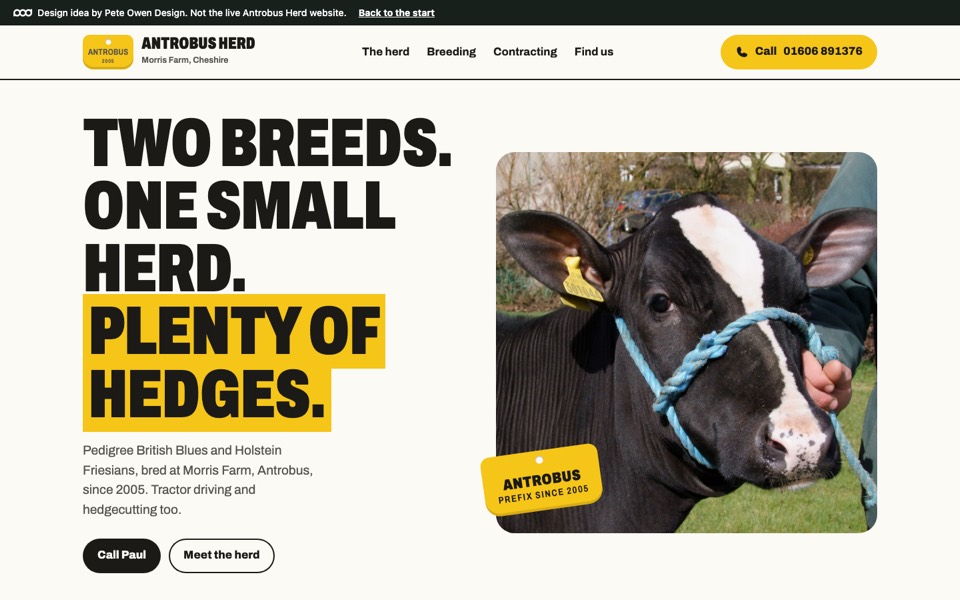 Design idea by Pete Owen Design. Not the live Antrobus Herd website. Back to the start
ANTROBUS
2005
ANTROBUS HERD
Morris Farm, Cheshire
The herd
Breeding
Contracting
Find us
Call 01606 891376
TWO BREEDS.
ONE SMALL
HERD.
PLENTY OF
HEDGES.
Pedigree British Blues and Holstein
Friesians, bred at Morris Farm, Antrobus,
since 2005. Tractor driving and
hedgecutting too.
Call Paul
Meet the herd
ANTROBUS
PREFIX SINCE 2005